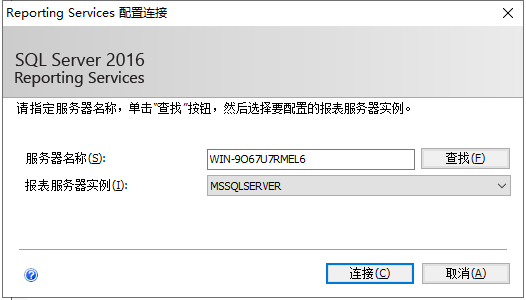 Reporting Services 配置连接
SQL Server 2016
Reporting Services
请指定服务器名称，单击"查找"按钮，然后选择要配置的报表服务器实例。
服务器名称(S):
WIN-9O67U7RMEL6
查找(F)
报表服务器实例(I):
MSSQLSERVER
连接(C)
取消(A)